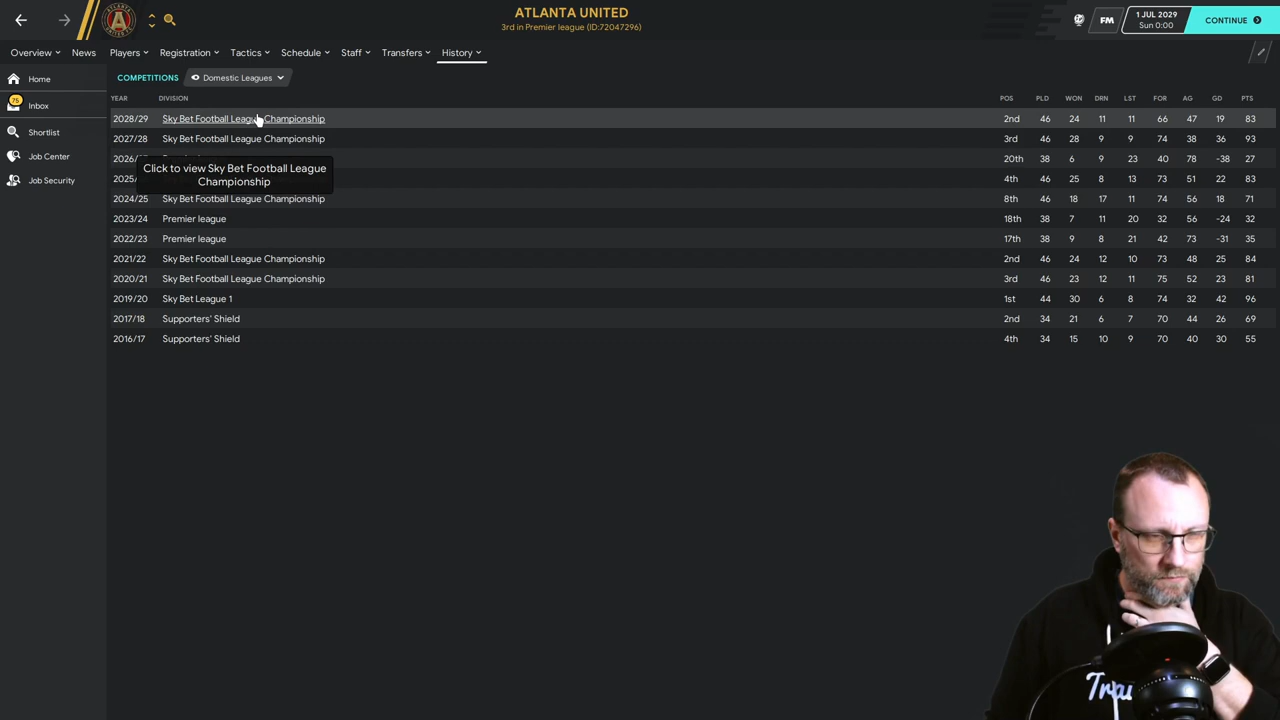 ATLANTA UNITED
3rd in Premier league (ID:72047296)
FM
1 JUL 2029
Sun 0:00
CONTINUE
Overview
News
Players
Registration
Tactics
Schedule
Staff
Transfers
History
Home
75
Inbox
Shortlist
Job Center
Job Security
COMPETITIONS
Domestic Leagues
YEAR DIVISION POS PLD WON DRN LST FOR AG GD PTS
2028/29 Sky Bet Football League Championship 2nd 46 24 11 11 66 47 19 83
2027/28 Sky Bet Football League Championship 3rd 46 28 9 9 74 38 36 93
2026/ 20th 38 6 9 23 40 78 -38 27
Click to view Sky Bet Football League
Championship
2025/ 4th 46 25 8 13 73 51 22 83
2024/25 Sky Bet Football League Championship 8th 46 18 17 11 74 56 18 71
2023/24 Premier league 18th 38 7 11 20 32 56 -24 32
2022/23 Premier league 17th 38 9 8 21 42 73 -31 35
2021/22 Sky Bet Football League Championship 2nd 46 24 12 10 73 48 25 84
2020/21 Sky Bet Football League Championship 3rd 46 23 12 11 75 52 23 81
2019/20 Sky Bet League 1 1st 44 30 6 8 74 32 42 96
2017/18 Supporters' Shield 2nd 34 21 6 7 70 44 26 69
2016/17 Supporters' Shield 4th 34 15 10 9 70 40 30 55